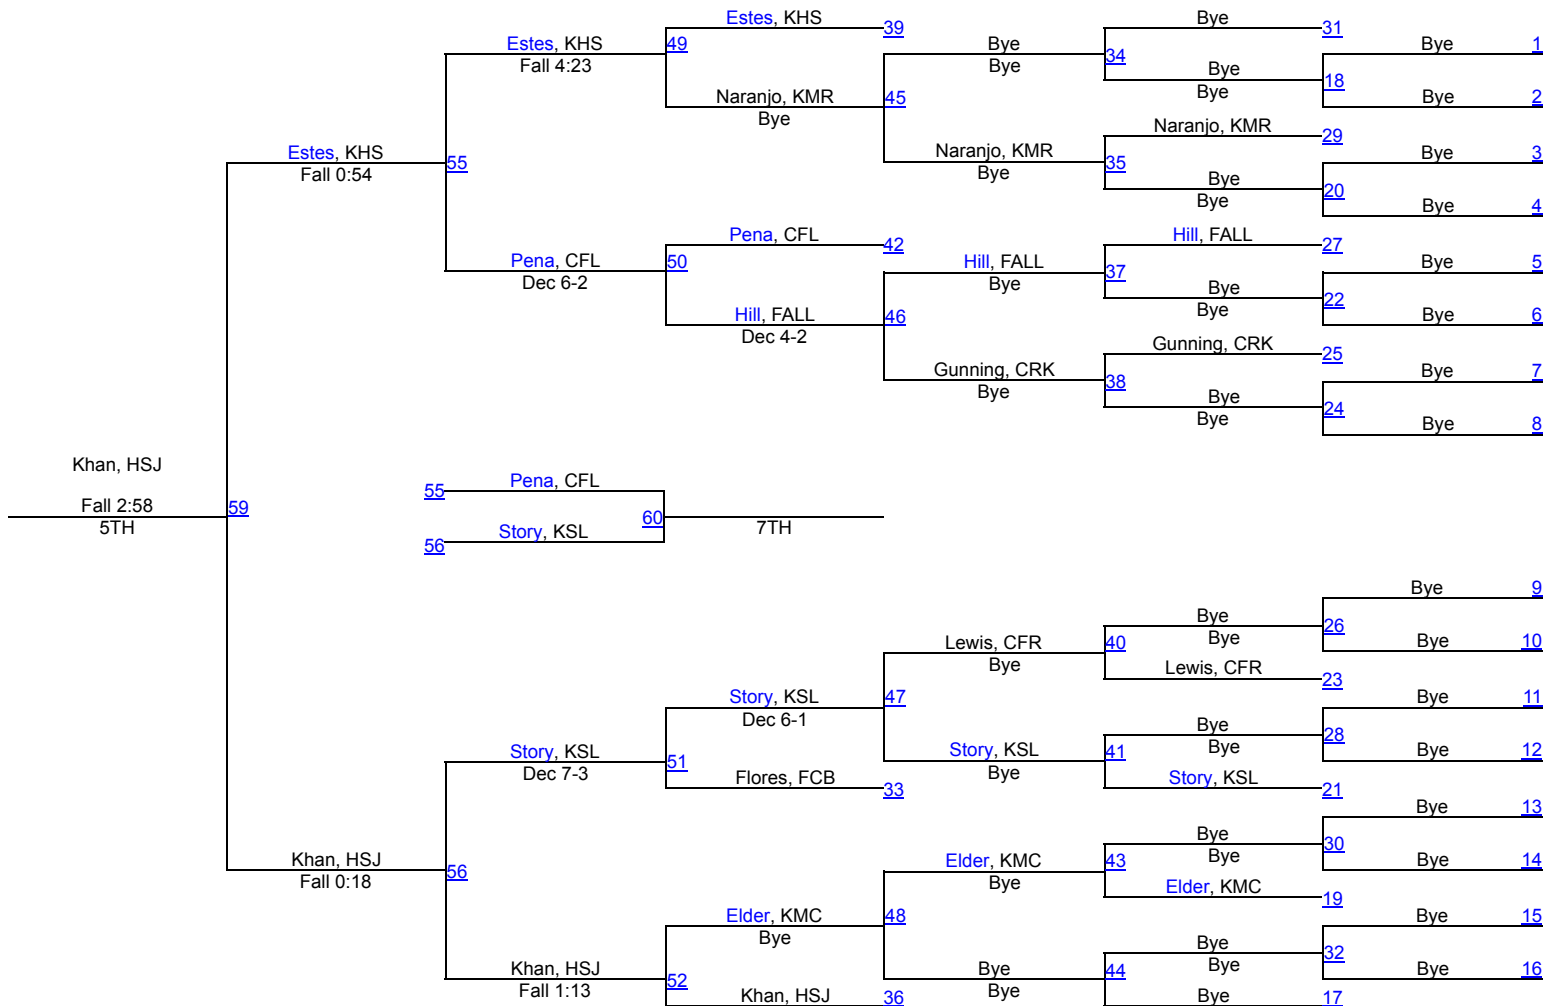 Estes, KHS 39 Bye 31
Estes, KHS 49 Bye 34 Bye 1
Fall 4:23 Bye Bye 18
Naranjo, KMR 45 Bye Bye 2
Bye Naranjo, KMR 29
Estes, KHS 55 Naranjo, KMR 35 Bye 3
Fall 0:54 Bye Bye 20
Bye Bye 4
Pena, CFL 42 Hill, FALL 27
Pena, CFL 50 Hill, FALL 37 Bye 5
Dec 6-2 Bye Bye 22
Hill, FALL 46 Bye Bye 6
Dec 4-2 Gunning, CRK 25
Gunning, CRK 38 Bye 7
Bye Bye 24
Bye Bye 8
Khan, HSJ
55 Pena, CFL
Fall 2:58 59
5TH 60 7TH
56 Story, KSL
Bye 9
Bye 26
Lewis, CFR 40 Bye Bye 10
Bye Lewis, CFR 23
Story, KSL 47 Bye 11
Dec 6-1 Bye 28
Story, KSL 51 Story, KSL 41 Bye Bye 12
Dec 7-3 Bye
Flores, FCB 33 Story, KSL 21
Bye 13
Bye 30
Khan, HSJ 56 Elder, KMC 43 Bye Bye 14
Fall 0:18 Bye
Elder, KMC 19
Elder, KMC 48 Bye 15
Bye Bye 32
Khan, HSJ 52 Bye 44 Bye Bye 16
Fall 1:13 Bye
Khan, HSJ 36 Bye 17